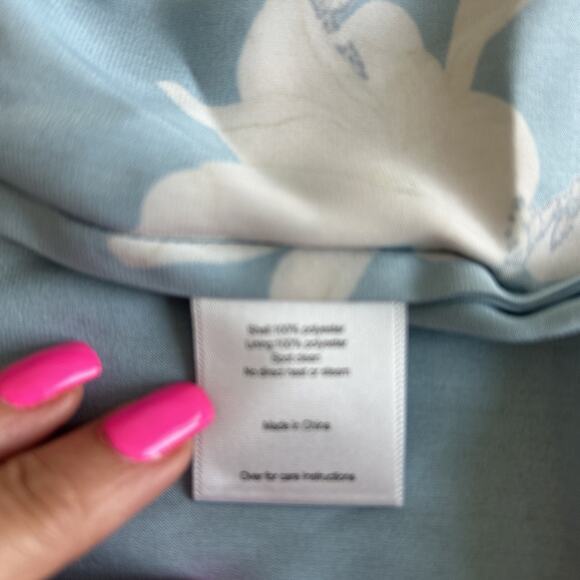 Shell 100% polyester
Lining 100% polyester
Spot clean
No direct heat or steam
Made in China
Over for care instructions